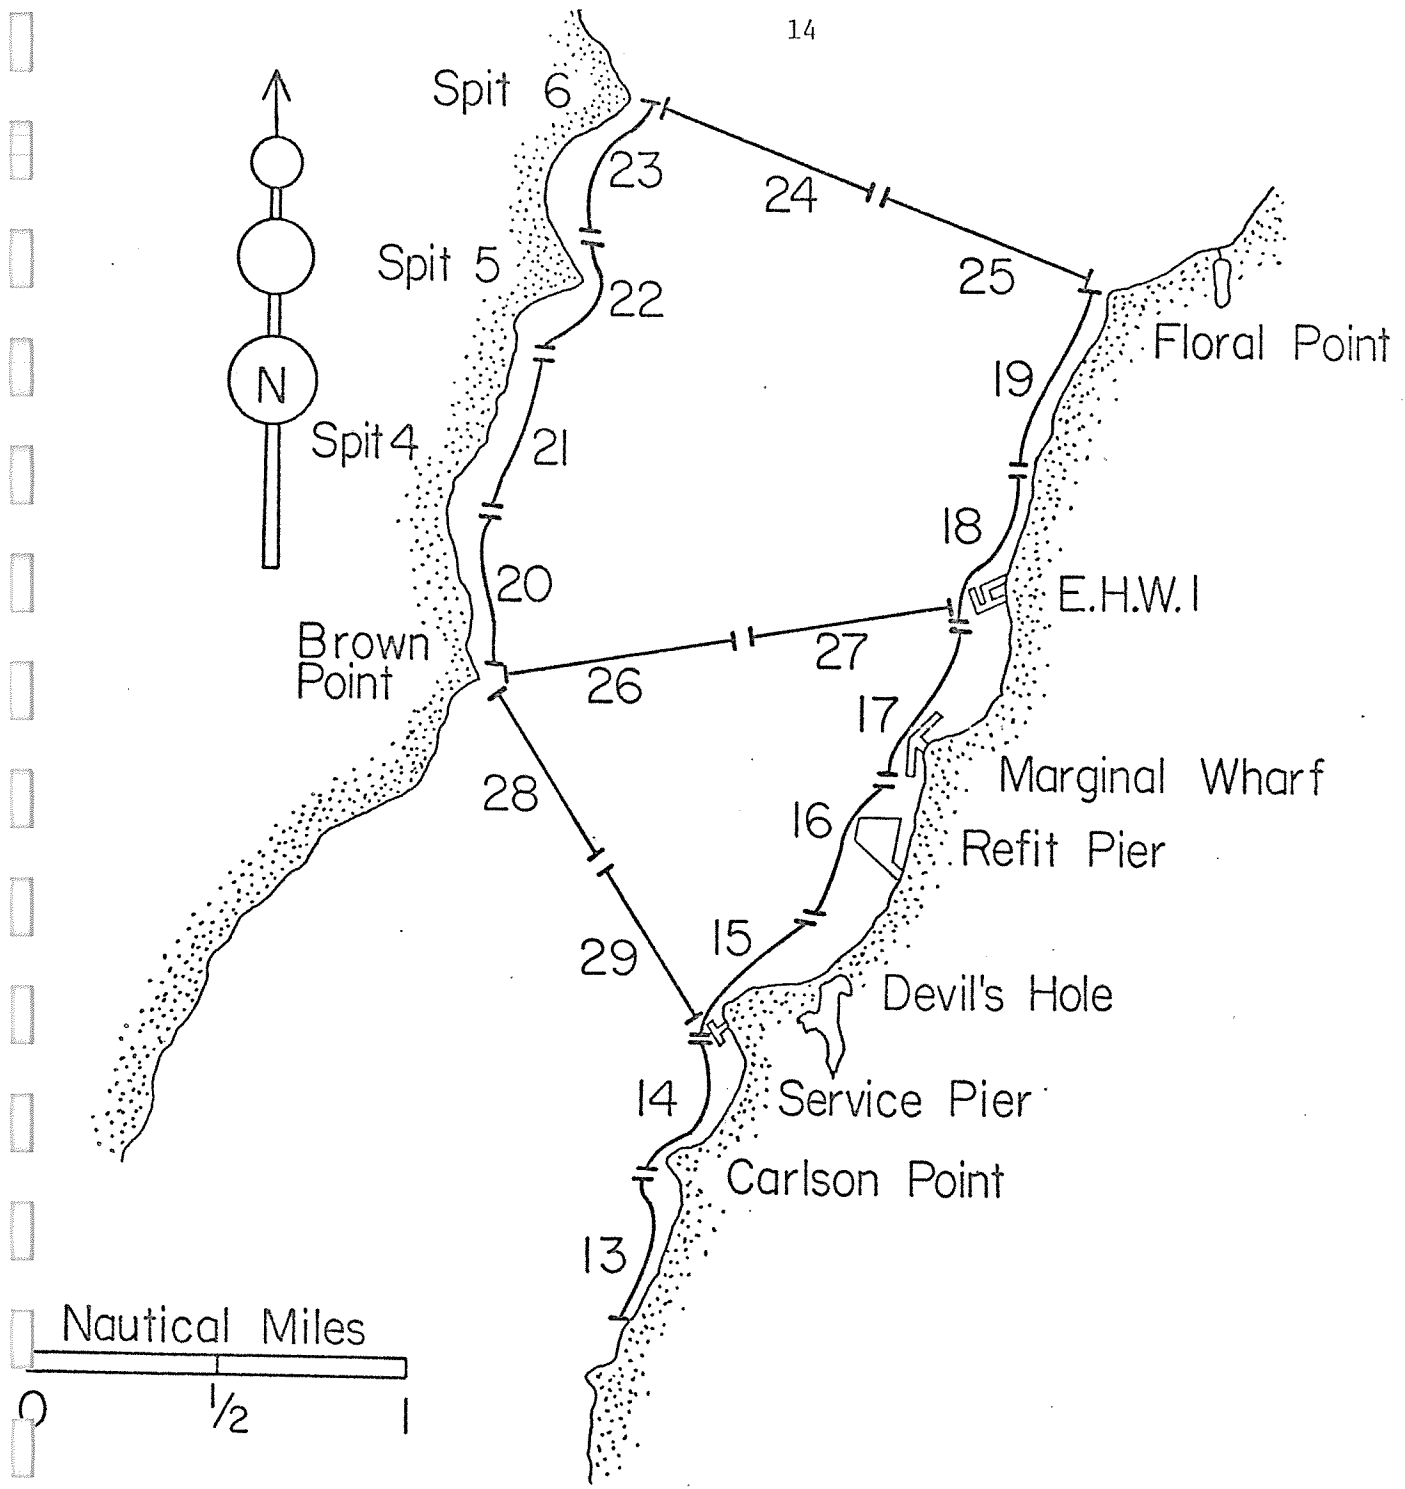 14
Spit 6
23
24
Spit 5
22
25
Floral Point
N
19
Spit 4
21
18
20
E.H.W.1
Brown
Point
26
27
17
Marginal Wharf
28
16
Refit Pier
15
29
Devil's Hole
14
Service Pier
Carlson Point
13
Nautical Miles
0
1/2
1